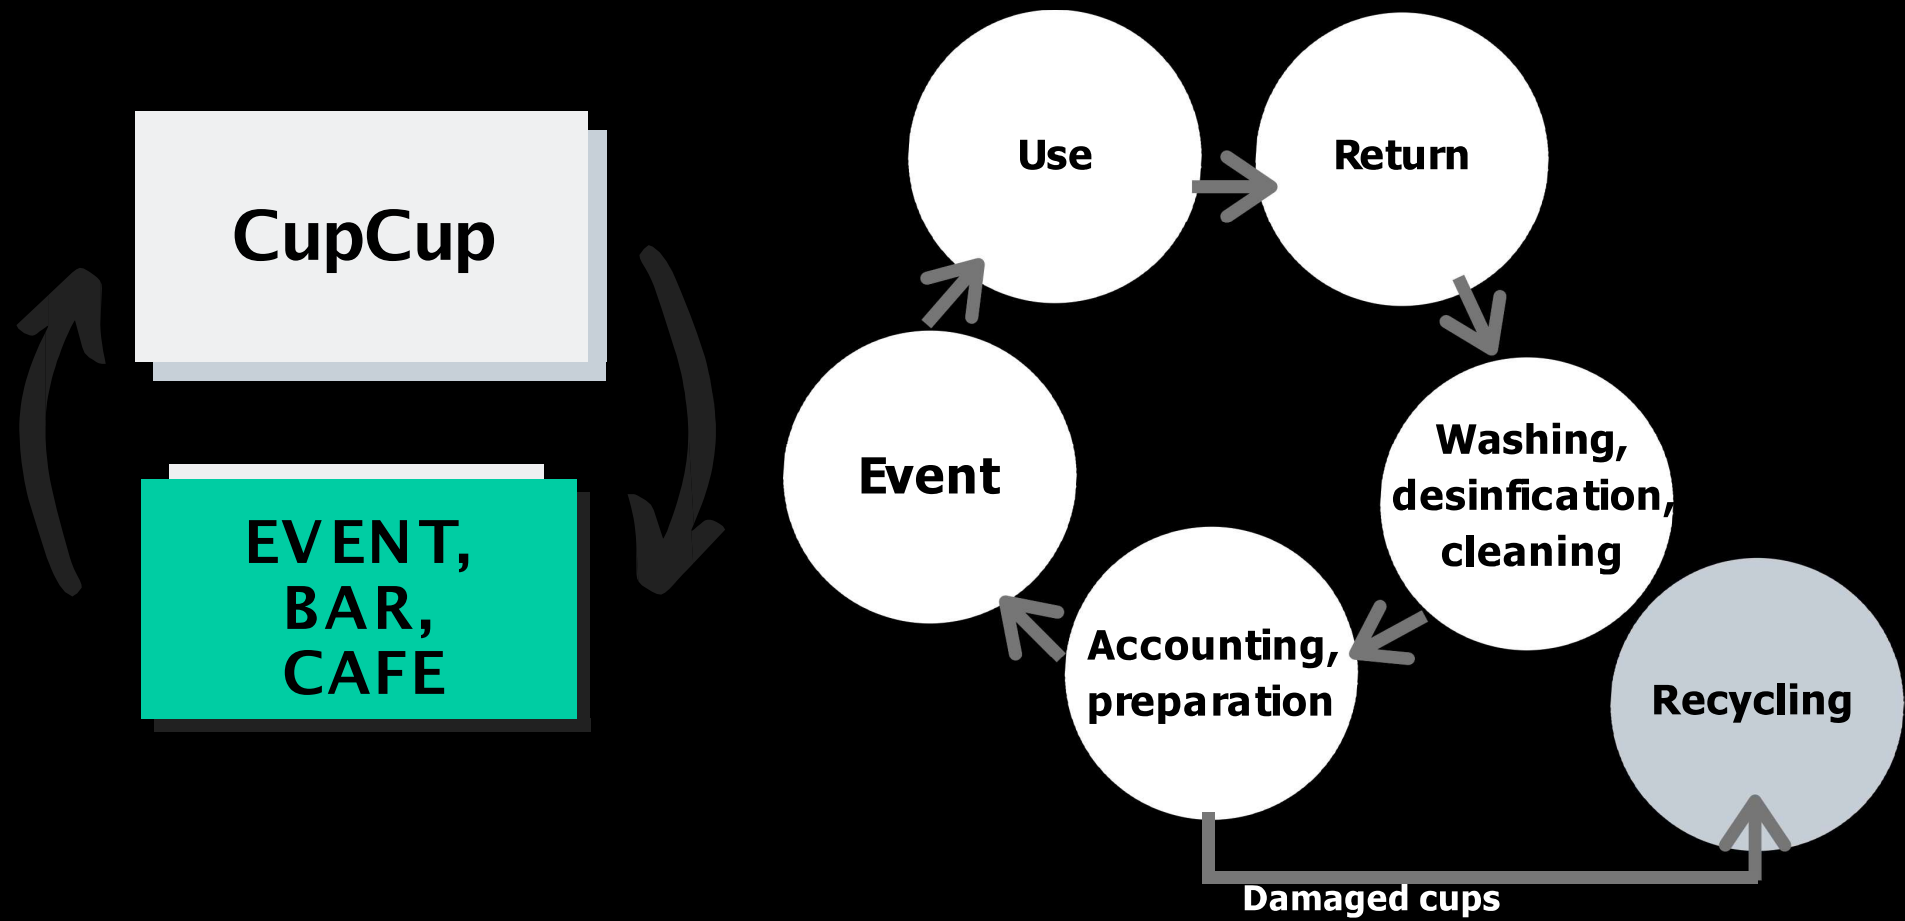 CupCup
EVENT,
BAR,
CAFE
Use
Return
Event
Washing,
desinfication,
cleaning
Accounting,
preparation
Recycling
Damaged cups